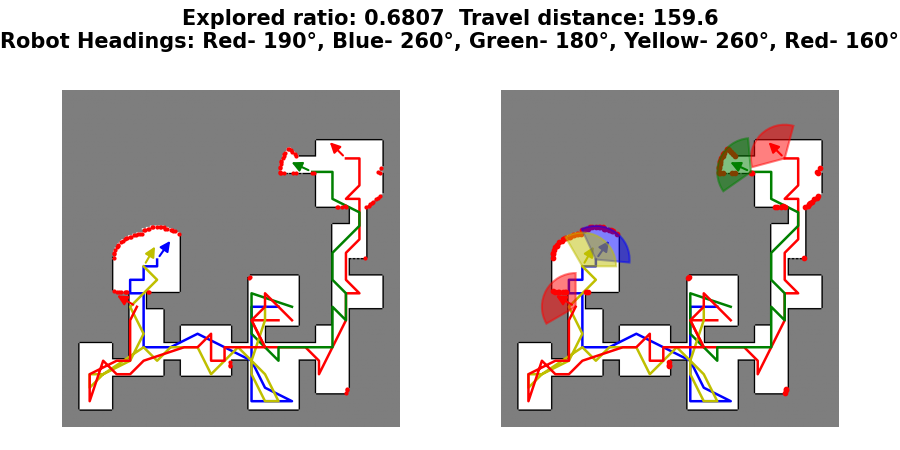 Explored ratio: 0.6807  Travel distance: 159.6
Robot Headings: Red- 190°, Blue- 260°, Green- 180°, Yellow- 260°, Red- 160°